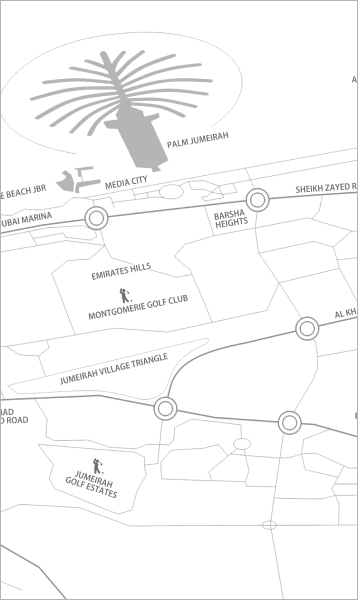 A
PALM JUMEIRAH
E BEACH JBR
MEDIA CITY
SHEIKH ZAYED R
UBAI MARINA
BARSHA
HEIGHTS
EMIRATES HILLS
MONTGOMERIE GOLF CLUB
AL KH
JUMEIRAH VILLAGE TRIANGLE
IAD
D ROAD
JUMEIRAH
GOLF ESTATES